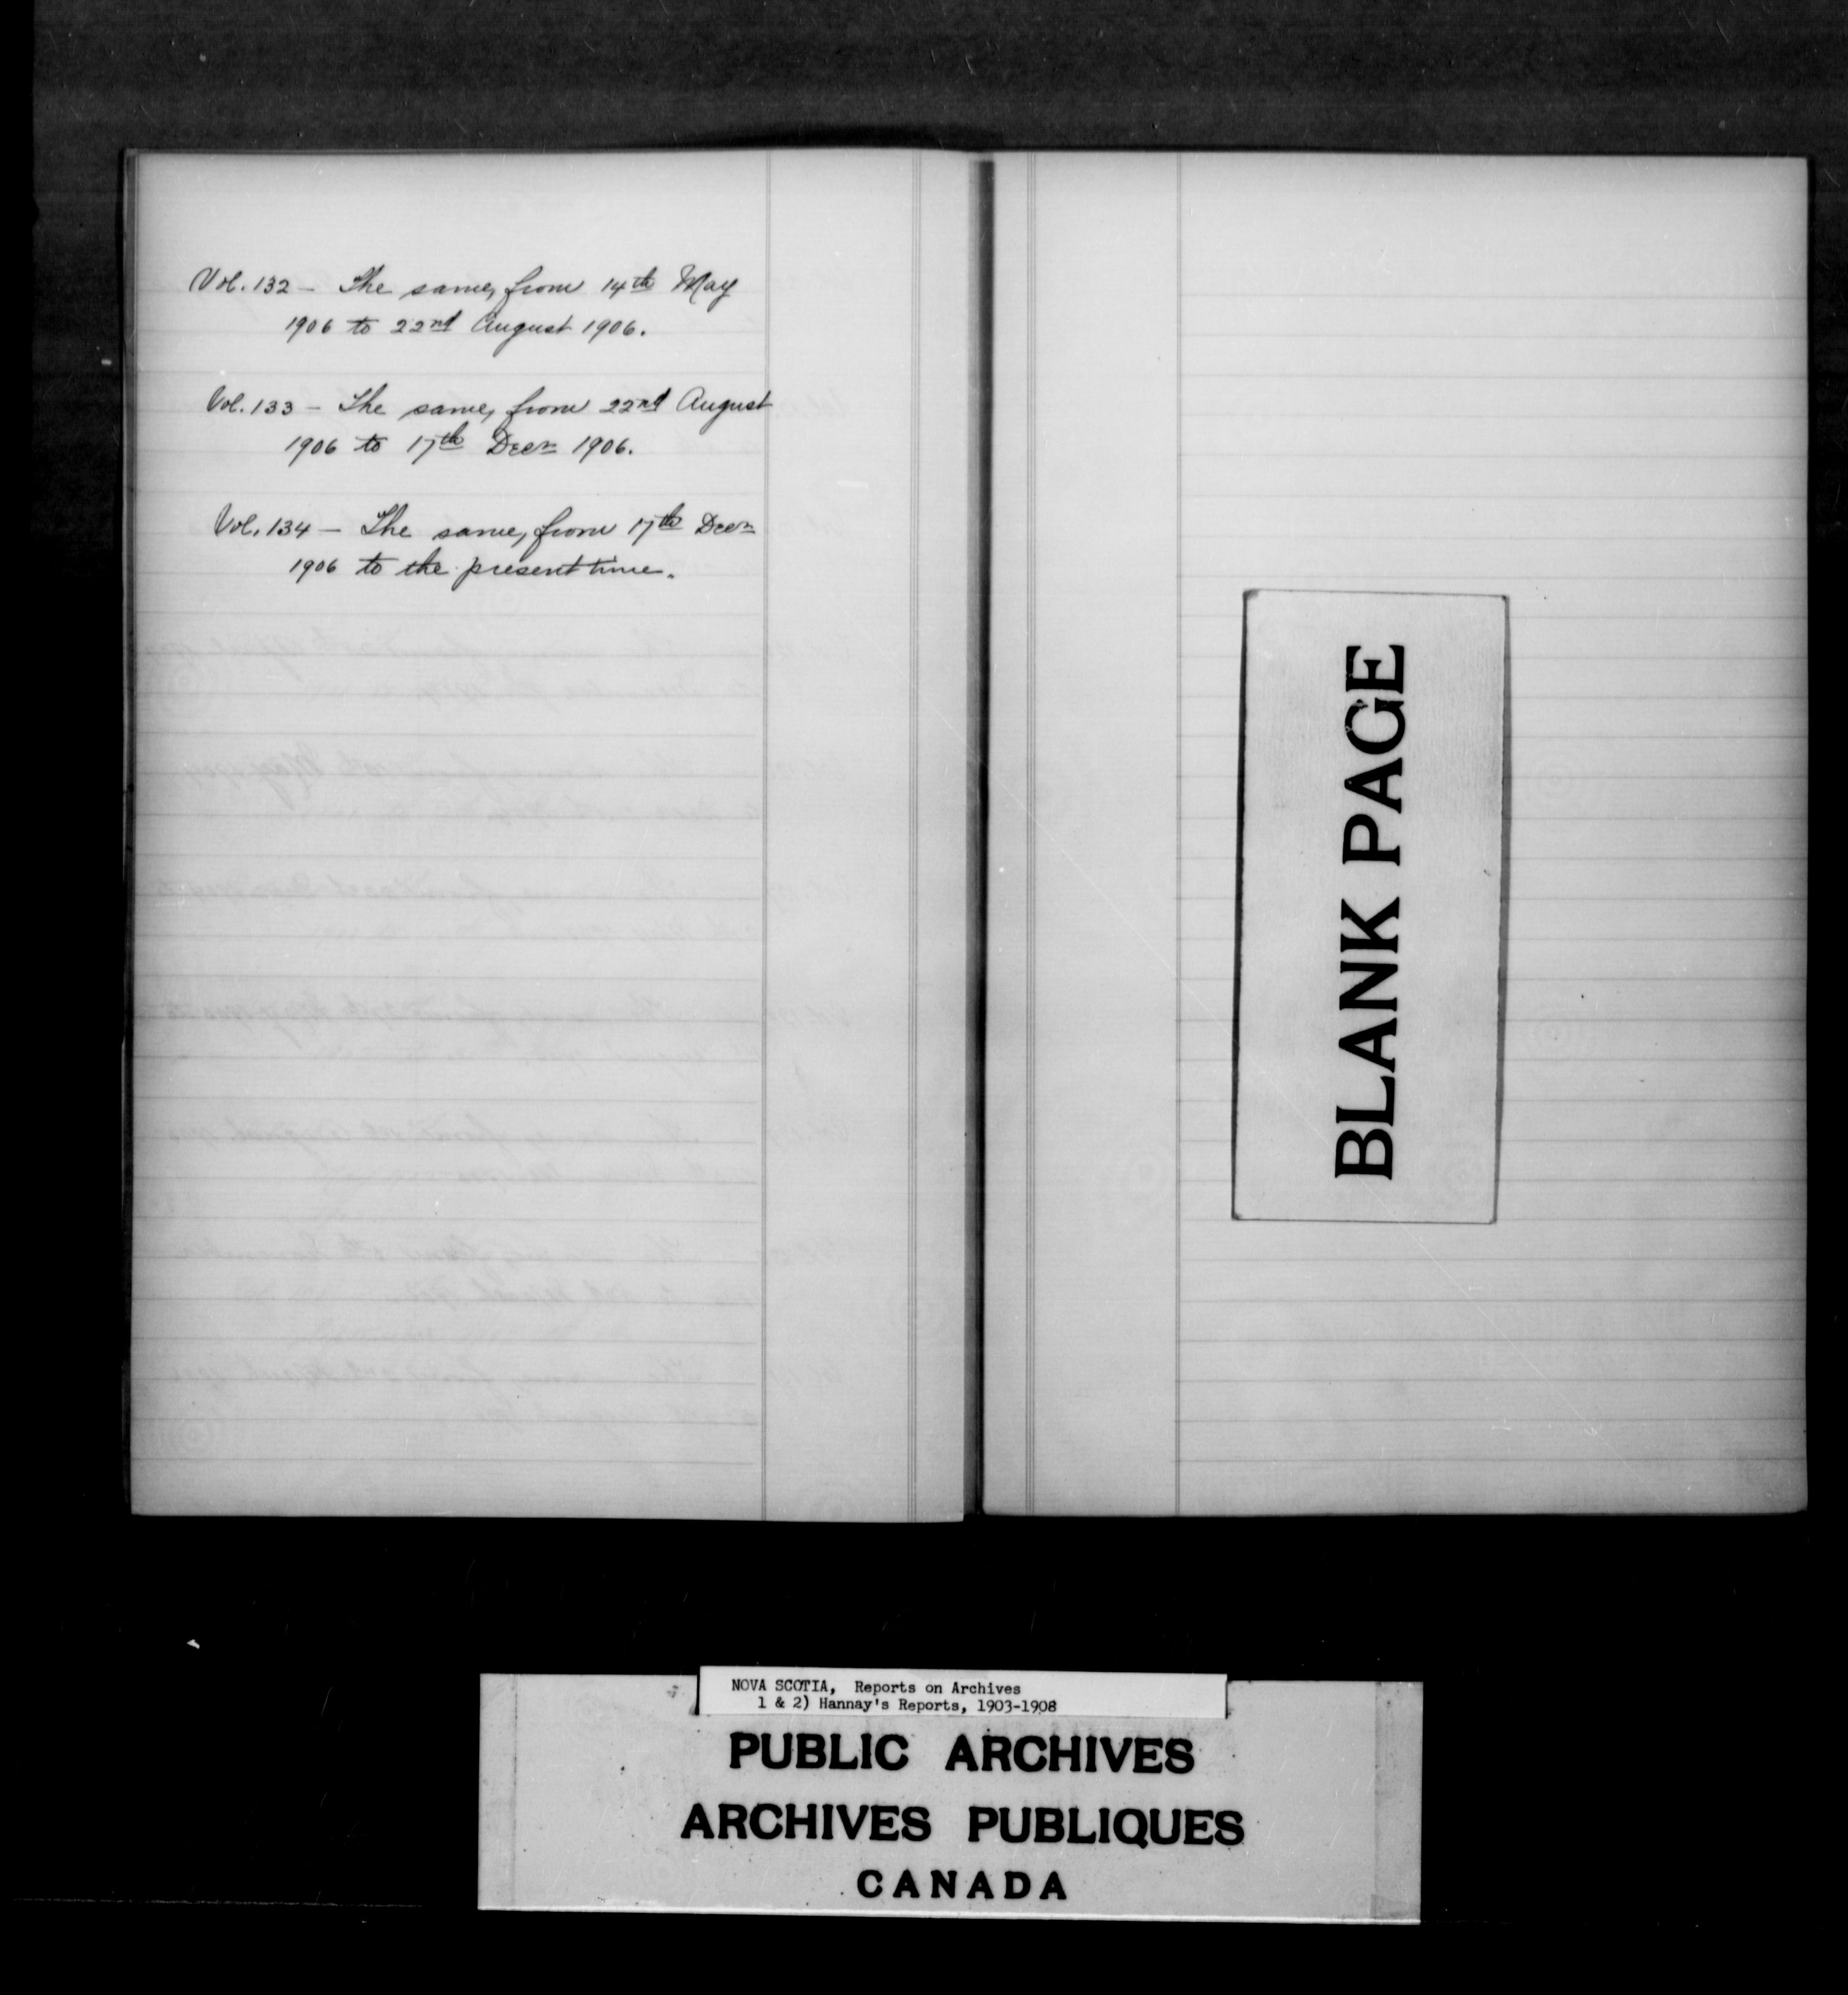 Vol. 132 – The same, from 14th May
1906 to 22nd August 1906.
Vol. 133 – The same, from 22nd August
1906 to 17th Decr 1906.
Vol. 134 – The same, from 17th Decr
1906 to the present time.
BLANK PAGE
NOVA SCOTIA, Reports on Archives
1 & 2) Hannay's Reports, 1903-1908
PUBLIC ARCHIVES
ARCHIVES PUBLIQUES
CANADA